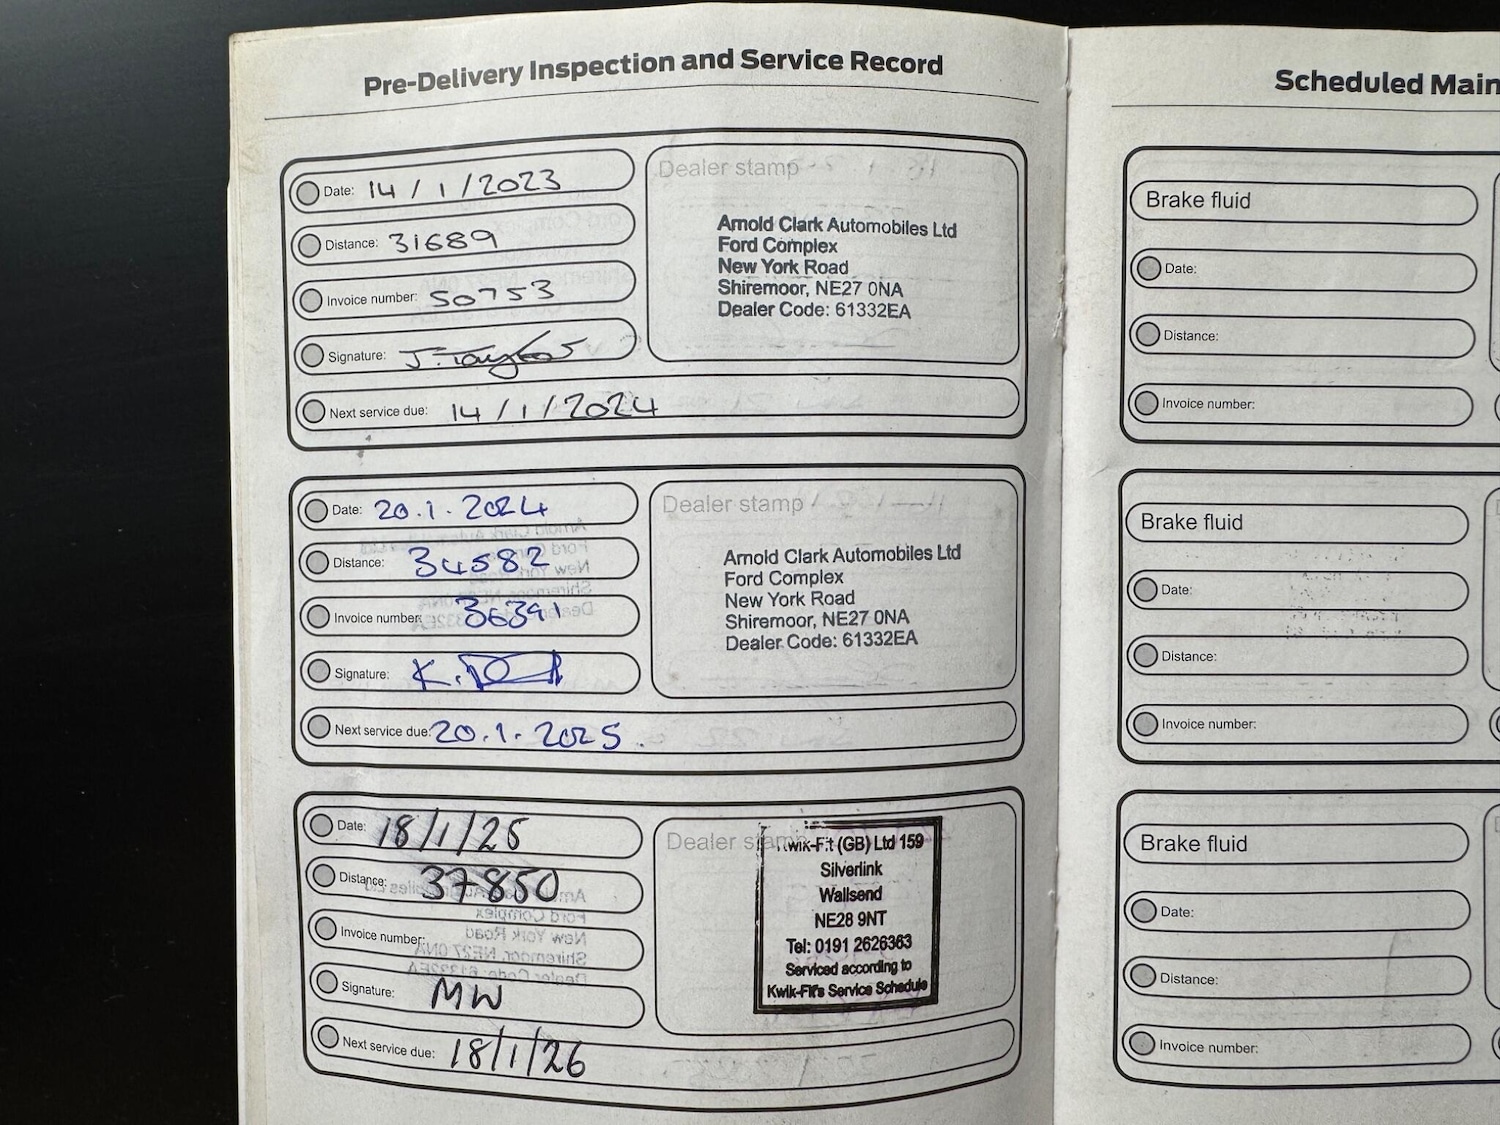 Pre-Delivery Inspection and Service Record
Date: 14/1/2023
Distance: 31689
Invoice number: 50753
Signature: J. Taylor
Next service due: 14/1/2024
Dealer stamp
Arnold Clark Automobiles Ltd
Ford Complex
New York Road
Shiremoor, NE27 0NA
Dealer Code: 61332EA
Date: 20.1.2024
Distance: 34582
Invoice number: 36391
Signature: K.
Next service due: 20.1.2025.
Dealer stamp
Arnold Clark Automobiles Ltd
Ford Complex
New York Road
Shiremoor, NE27 0NA
Dealer Code: 61332EA
Date: 18/1/25
Distance: 37850
Invoice number:
Signature: MW
Next service due: 18/1/26
Dealer stamp
Kwik-Fit (GB) Ltd 159
Silverlink
Wallsend
NE28 9NT
Tel: 0191 2626363
Serviced according to
Kwik-Fit's Service Schedule
Scheduled Main
Brake fluid
Date:
Distance:
Invoice number:
Brake fluid
Date:
Distance:
Invoice number:
Brake fluid
Date:
Distance:
Invoice number: